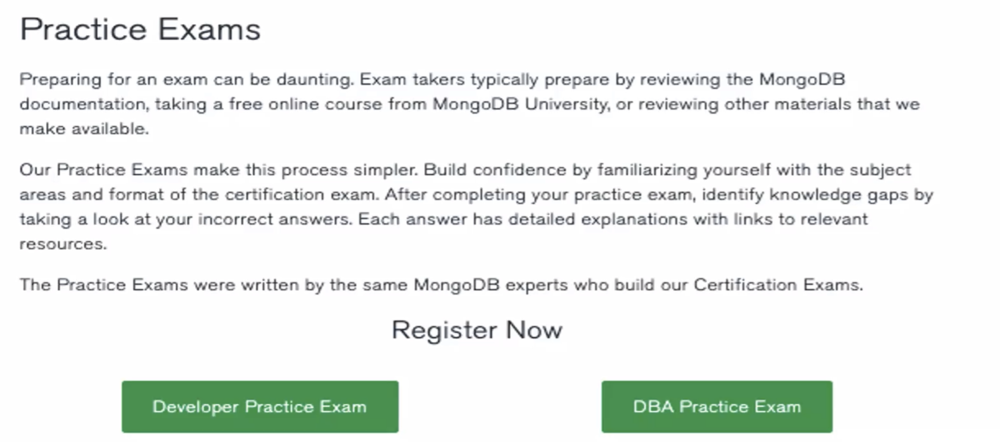 Practice Exams
Preparing for an exam can be daunting. Exam takers typically prepare by reviewing the MongoDB
documentation, taking a free online course from MongoDB University, or reviewing other materials that we
make available.
Our Practice Exams make this process simpler. Build confidence by familiarizing yourself with the subject
areas and format of the certification exam. After completing your practice exam, identify knowledge gaps by
taking a look at your incorrect answers. Each answer has detailed explanations with links to relevant
resources.
The Practice Exams were written by the same MongoDB experts who build our Certification Exams.
Register Now
Developer Practice Exam
DBA Practice Exam